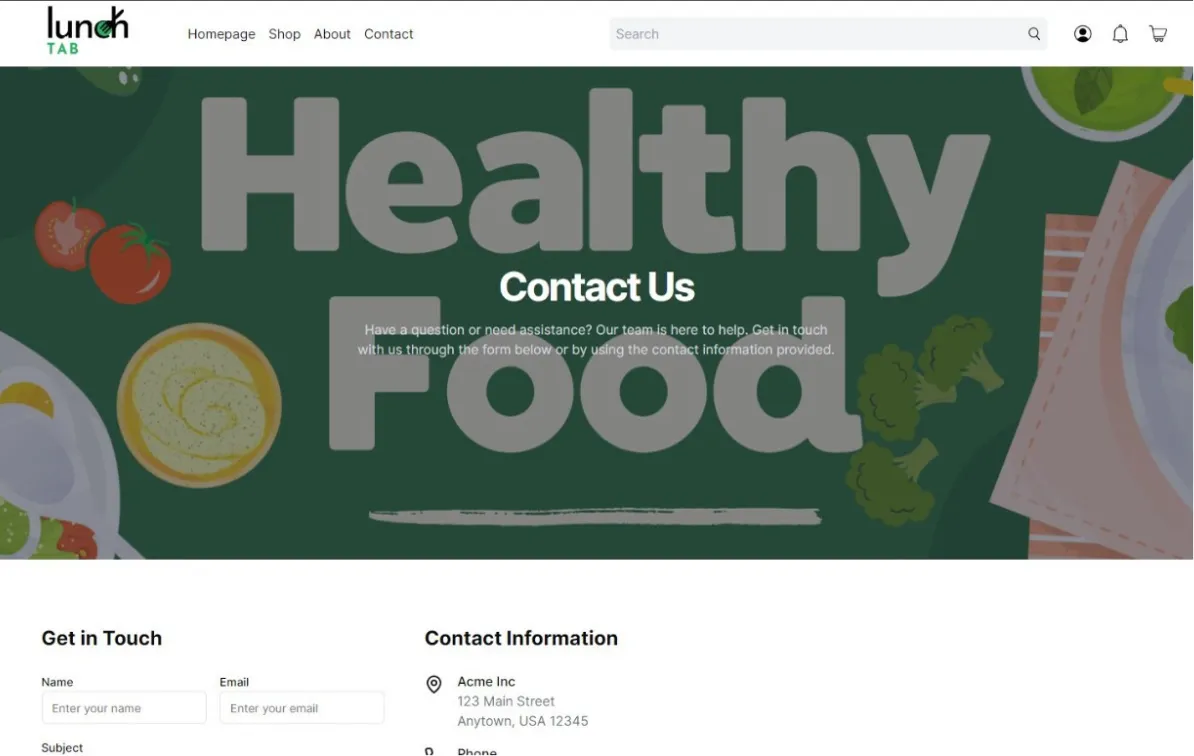 lunch
TAB
Homepage Shop About Contact
Search
Healthy
Contact Us
Food
Have a question or need assistance? Our team is here to help. Get in touch
with us through the form below or by using the contact information provided.
Get in Touch
Contact Information
Name
Email
Enter your name
Enter your email
Acme Inc
123 Main Street
Anytown, USA 12345
Subject
Phone